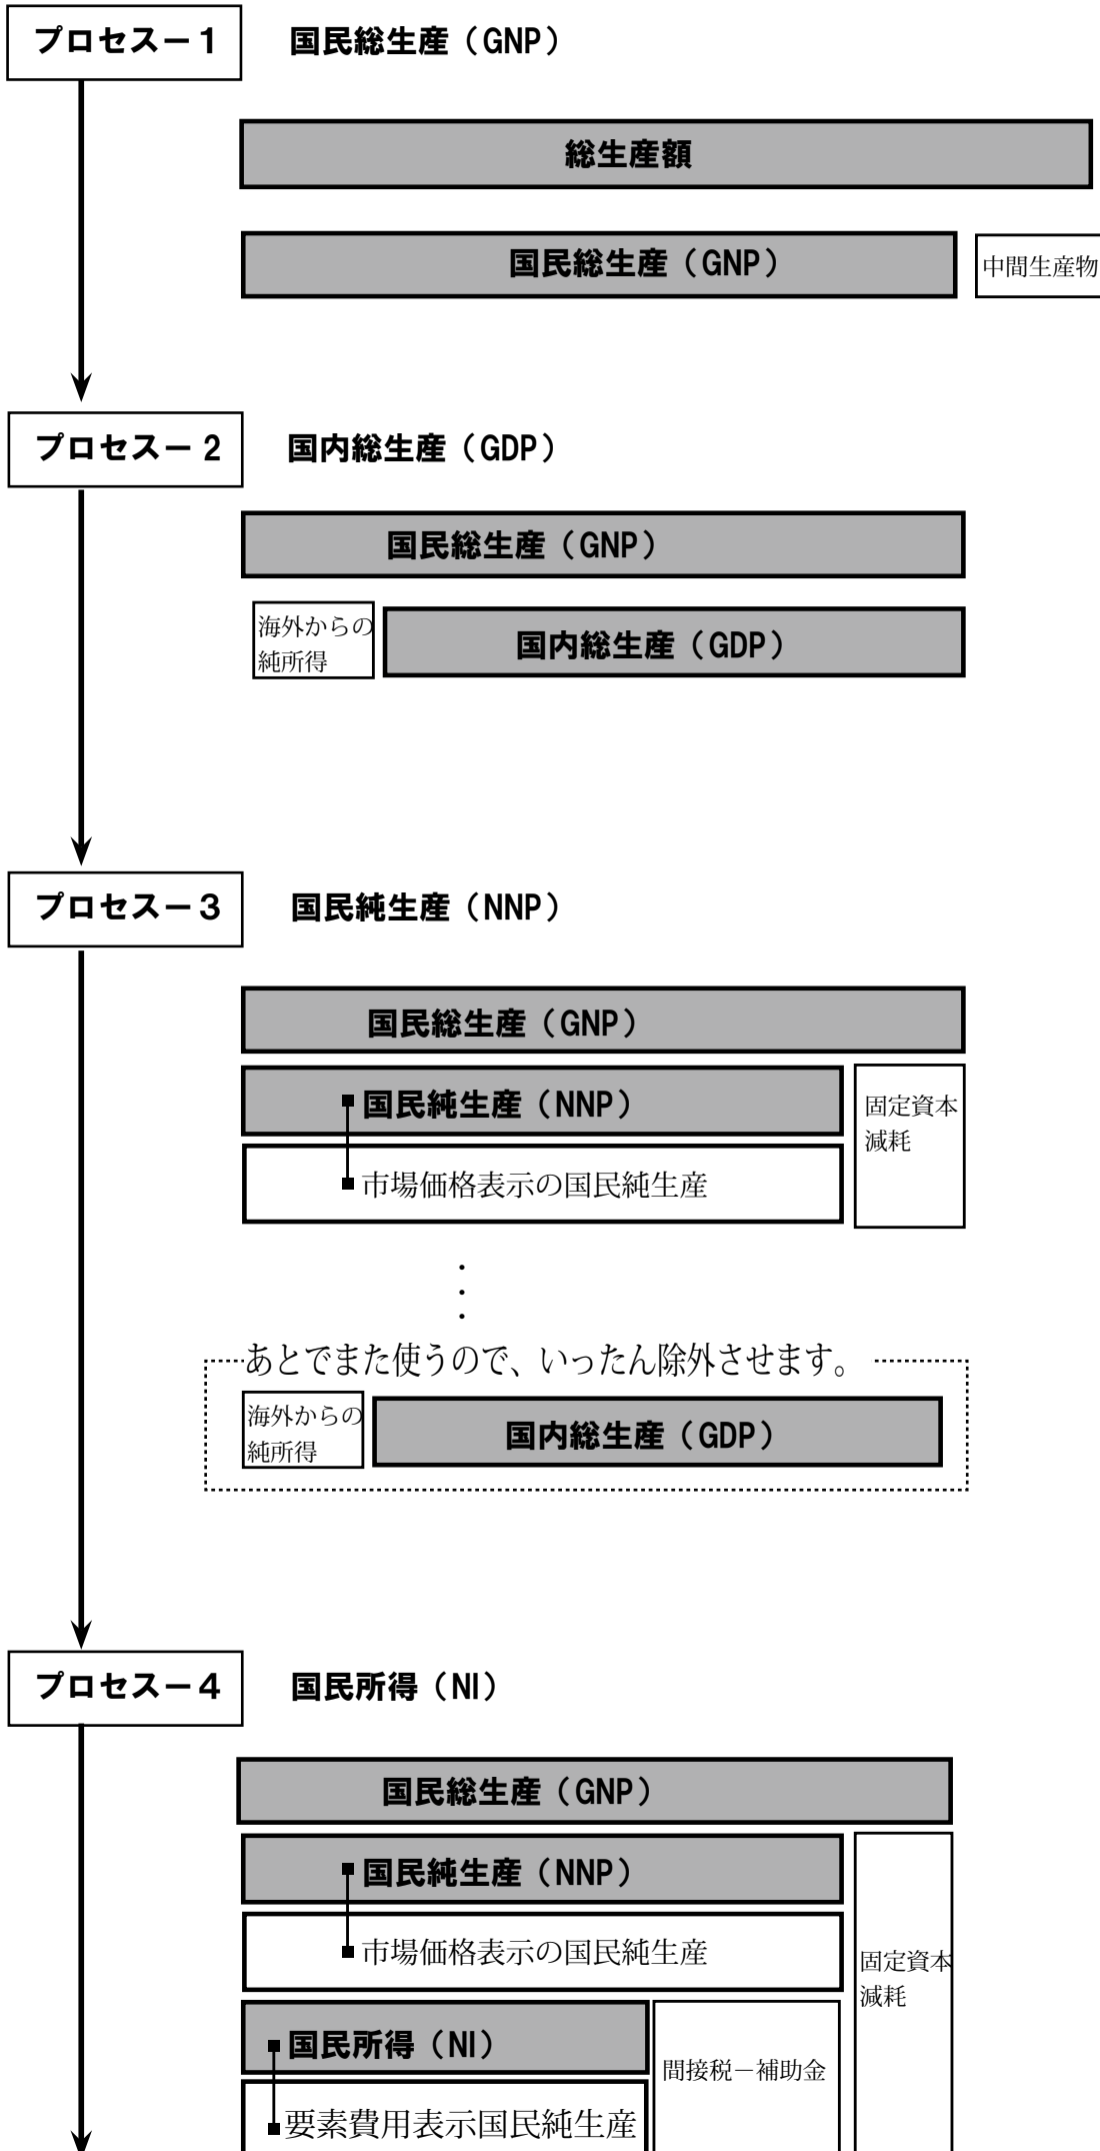 プロセスー１ 国民総生産（GNP）
総生産額
国民総生産（GNP） 中間生産物
プロセスー２ 国内総生産（GDP）
国民総生産（GNP）
海外からの
純所得
国内総生産（GDP）
プロセスー３ 国民純生産（NNP）
国民総生産（GNP）
国民純生産（NNP）
市場価格表示の国民純生産
固定資本
減耗
あとでまた使うので、いったん除外させます。
海外からの
純所得
国内総生産（GDP）
プロセスー４ 国民所得（NI）
国民総生産（GNP）
国民純生産（NNP）
市場価格表示の国民純生産
固定資本
減耗
国民所得（NI）
間接税－補助金
要素費用表示国民純生産